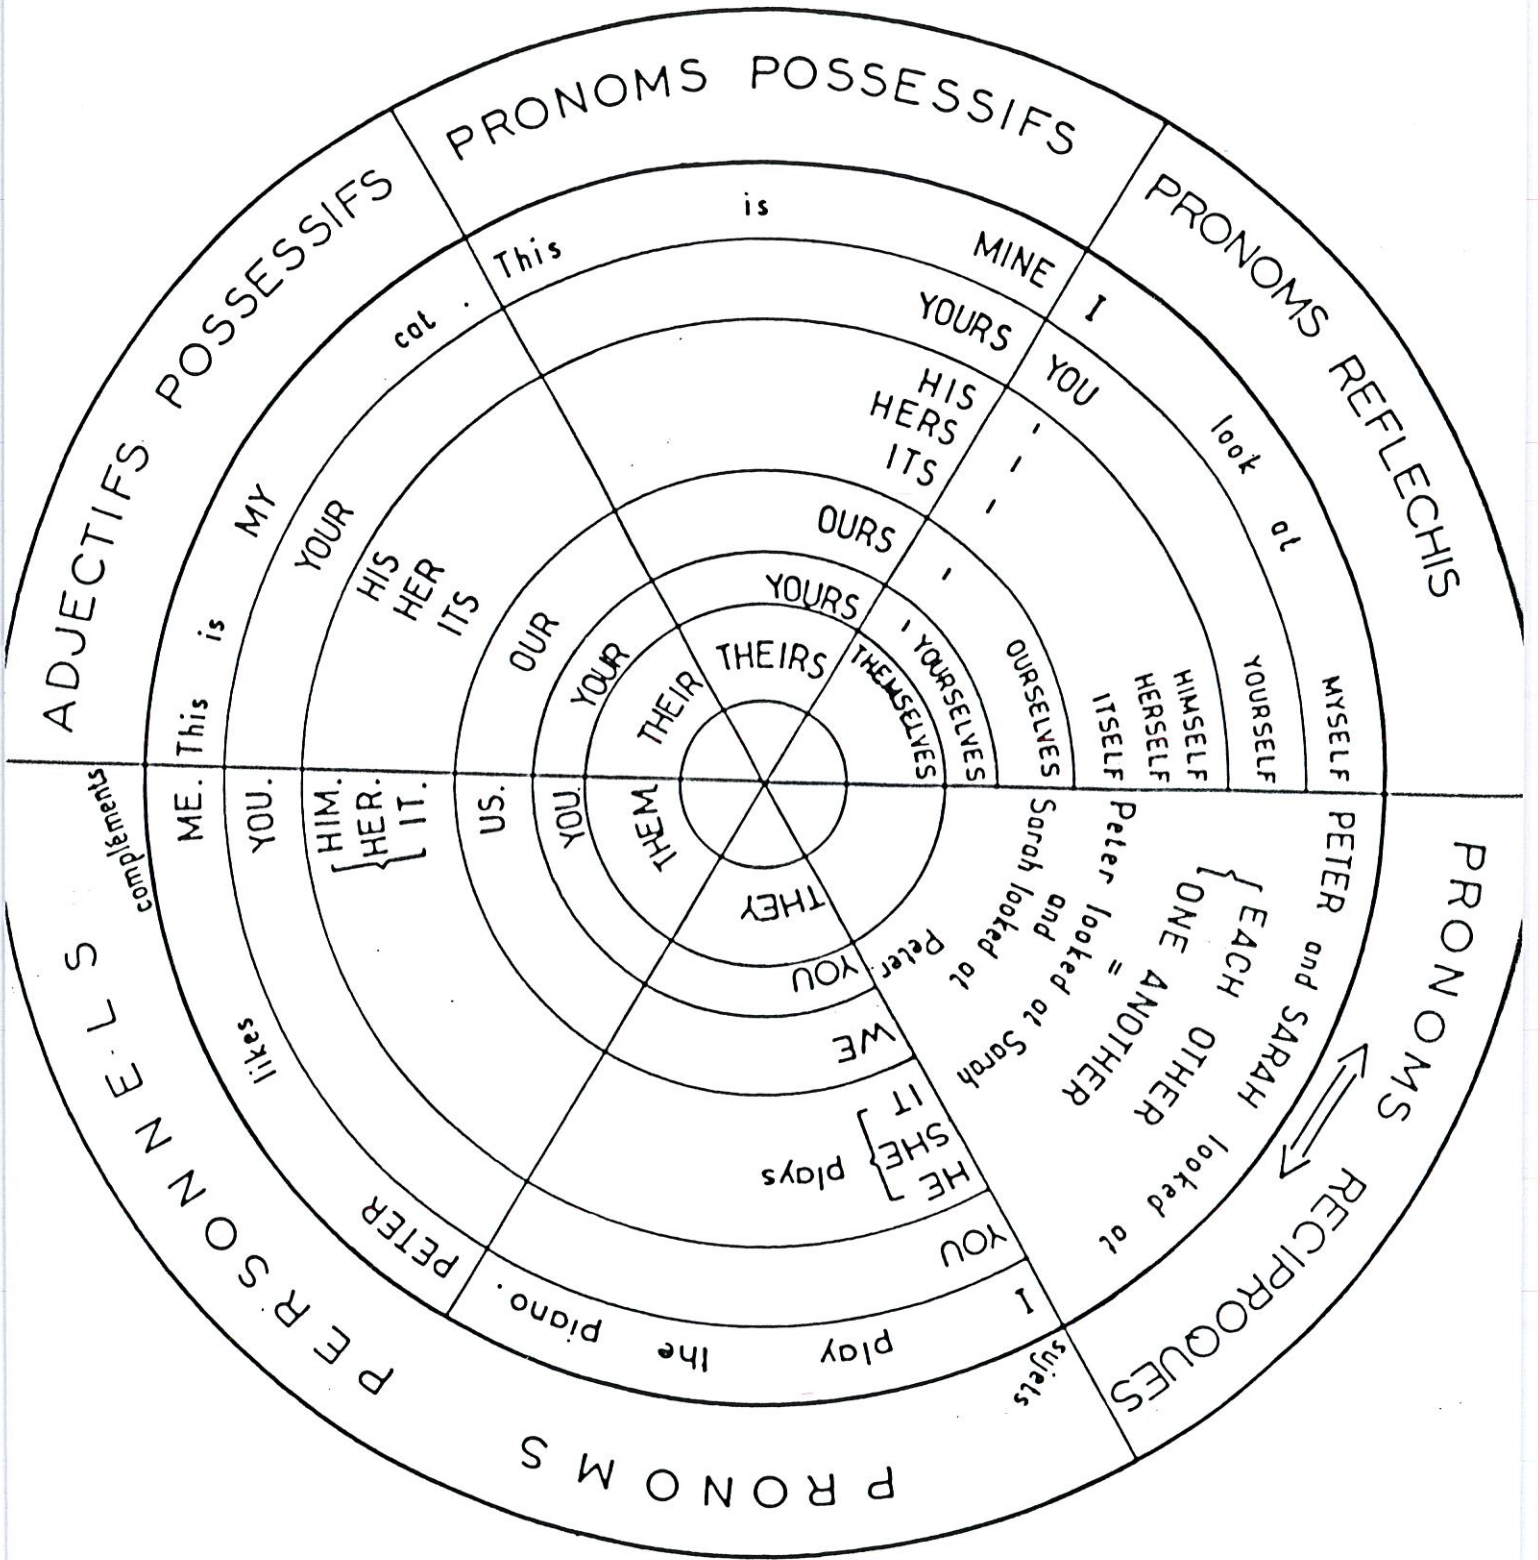 PRONOMS POSSESSIFS
This is MINE
YOURS
HIS
HERS
ITS
OURS
YOURS
THEIRS
PRONOMS REFLECHIS
I look at MYSELF
YOU YOURSELF
' HIMSELF
' HERSELF
' ITSELF
' OURSELVES
' YOURSELVES
THEMSELVES
PRONOMS RECIPROQUES
PETER and SARAH looked at
{ EACH OTHER
{ ONE ANOTHER
=
Peter looked at Sarah
and
Sarah looked at
Peter.
PRONOMS PERSONNELS
sujets
I play the piano.
YOU
HE
SHE } plays
IT
WE
YOU
THEY
compléments
PETER likes ME.
YOU.
HIM.
HER.
IT.
US.
YOU.
THEM
ADJECTIFS POSSESSIFS
This is MY cat.
YOUR
HIS
HER
ITS
OUR
YOUR
THEIR